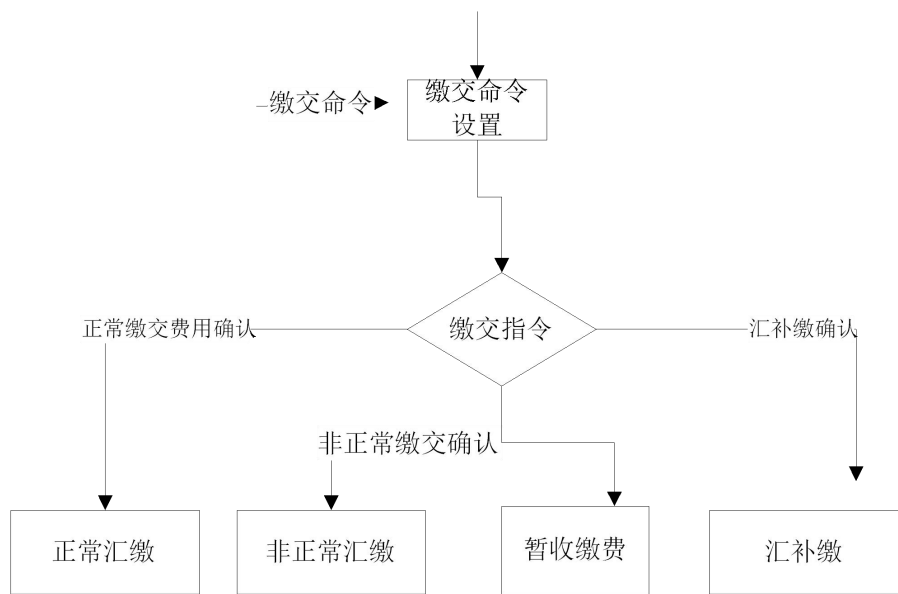 缴交命令
缴交命令
设置
正常缴交费用确认
缴交指令
汇补缴确认
非正常缴交确认
正常汇缴
非正常汇缴
暂收缴费
汇补缴